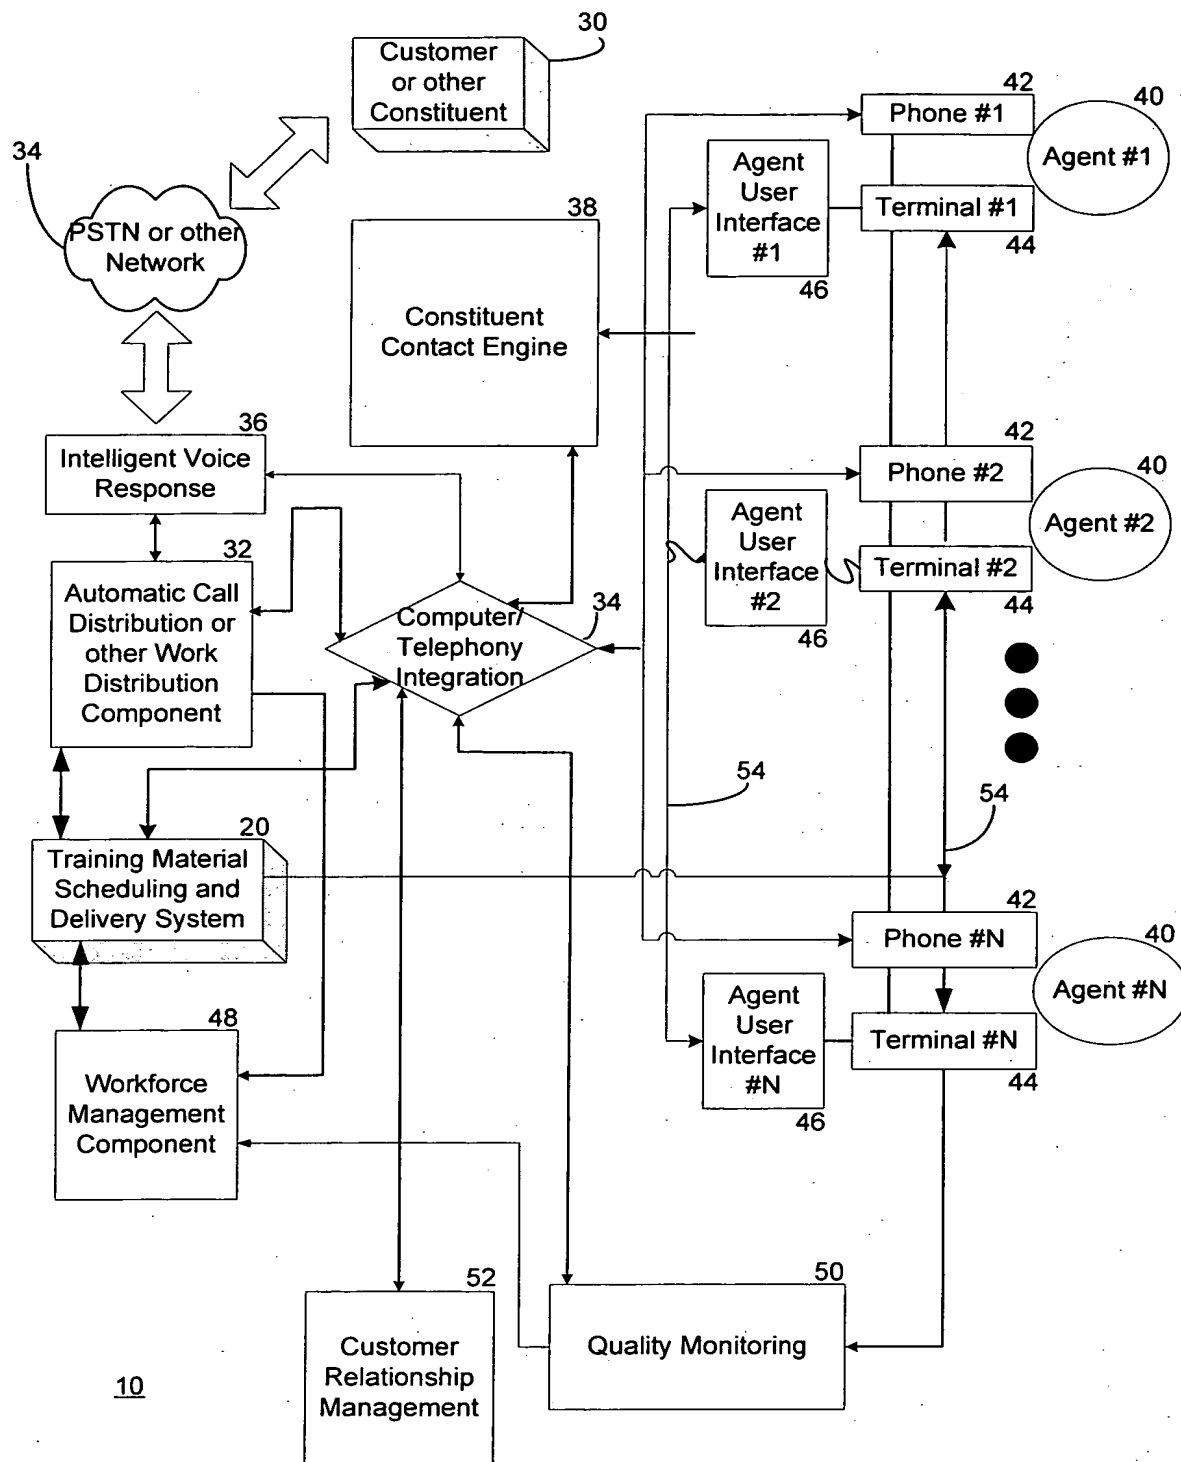 30
Customer
or other
Constituent
34
PSTN or other
Network
38
Constituent
Contact Engine
36
Intelligent Voice
Response
32
Automatic Call
Distribution or
other Work
Distribution
Component
34
Computer/
Telephony
Integration
20
Training Material
Scheduling and
Delivery System
48
Workforce
Management
Component
52
Customer
Relationship
Management
50
Quality Monitoring
10
42
Phone #1
40
Agent #1
Agent
User
Interface
#1
46
Terminal #1
44
42
Phone #2
40
Agent #2
Agent
User
Interface
#2
46
Terminal #2
44
54
54
42
Phone #N
40
Agent #N
Agent
User
Interface
#N
46
Terminal #N
44